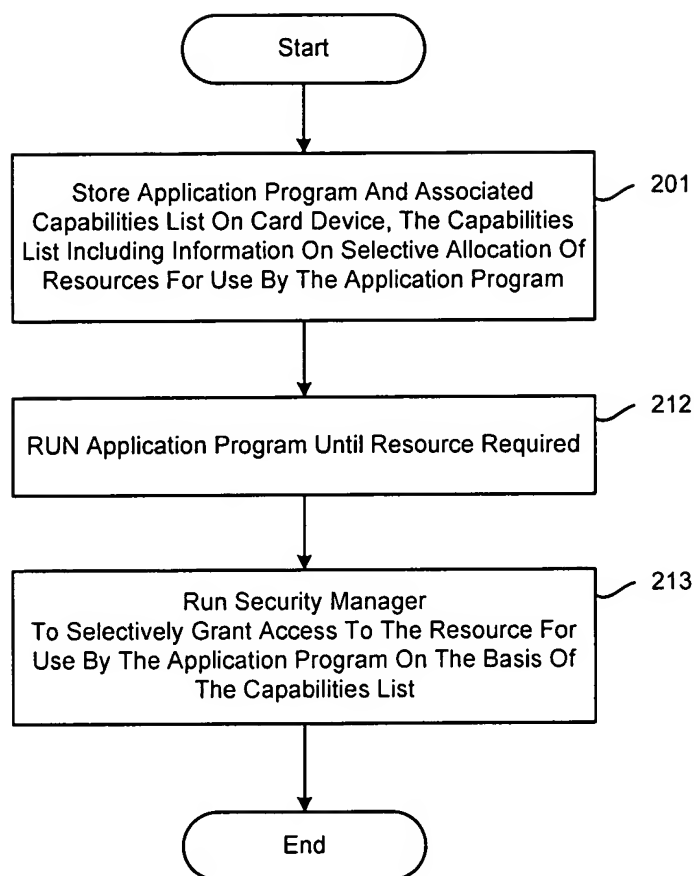 Start
Store Application Program And Associated
Capabilities List On Card Device, The Capabilities
List Including Information On Selective Allocation Of
Resources For Use By The Application Program
201
RUN Application Program Until Resource Required
212
Run Security Manager
To Selectively Grant Access To The Resource For
Use By The Application Program On The Basis Of
The Capabilities List
213
End